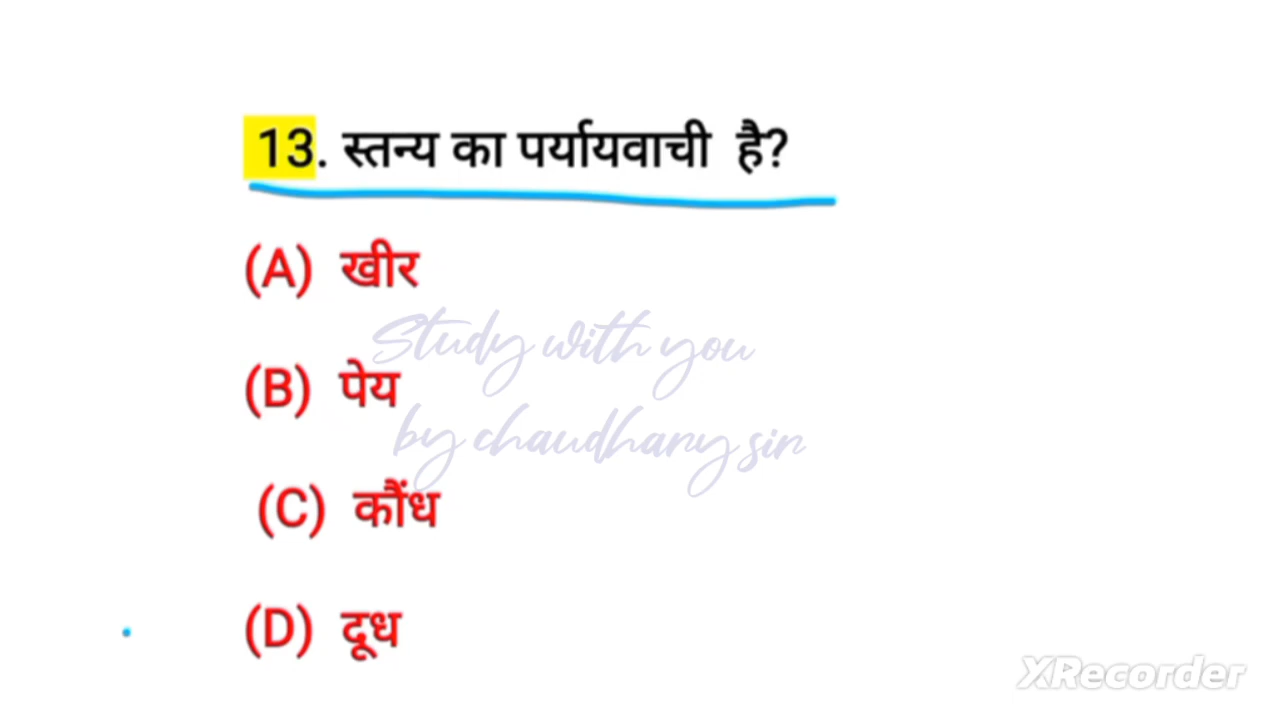 13. स्तन्य का पर्यायवाची है?
(A) खीर
Study with you
(B) पेय
by chaudhary sir
(C) कौंध
(D) दूध
XRecorder